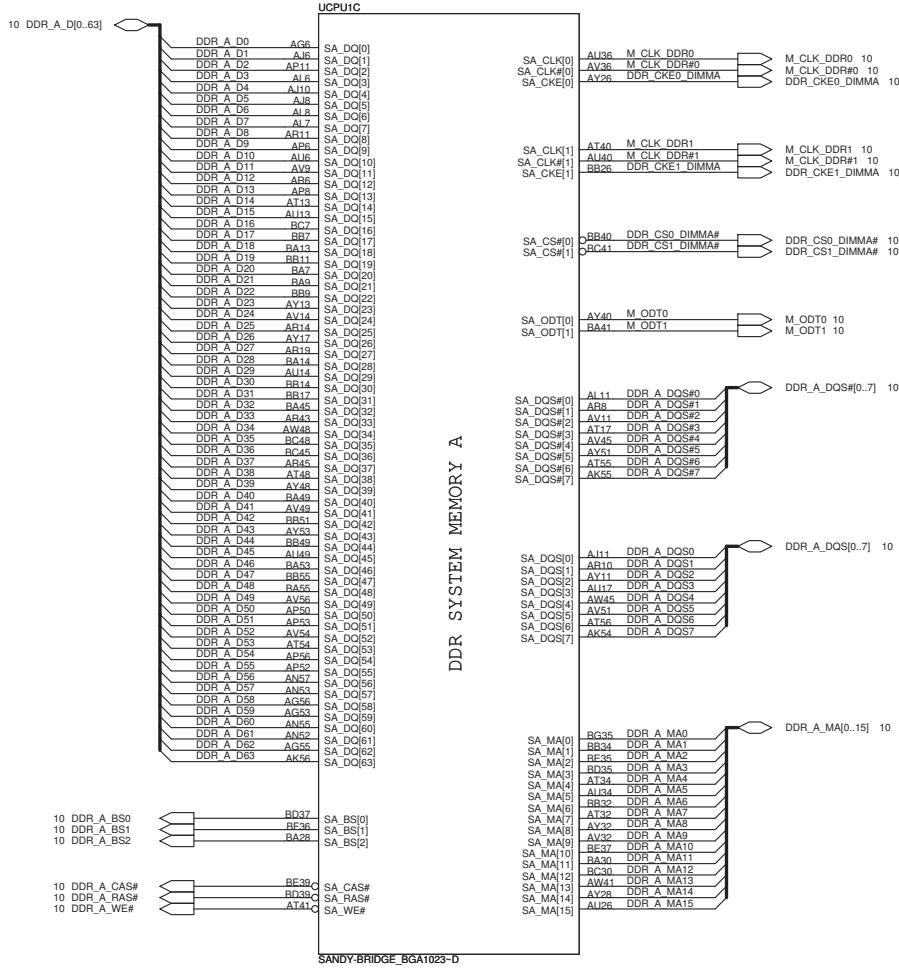 UCPU1C
10 DDR_A_D[0..63]
DDR_A_D0 AG6 SA_DQ[0]
DDR_A_D1 AJ6 SA_DQ[1]
DDR_A_D2 AP11 SA_DQ[2]
DDR_A_D3 AL6 SA_DQ[3]
DDR_A_D4 AJ10 SA_DQ[4]
DDR_A_D5 AJ8 SA_DQ[5]
DDR_A_D6 AL8 SA_DQ[6]
DDR_A_D7 AL7 SA_DQ[7]
DDR_A_D8 AR11 SA_DQ[8]
DDR_A_D9 AP6 SA_DQ[9]
DDR_A_D10 AU6 SA_DQ[10]
DDR_A_D11 AV9 SA_DQ[11]
DDR_A_D12 AR6 SA_DQ[12]
DDR_A_D13 AP8 SA_DQ[13]
DDR_A_D14 AT13 SA_DQ[14]
DDR_A_D15 AU13 SA_DQ[15]
DDR_A_D16 BC7 SA_DQ[16]
DDR_A_D17 BB7 SA_DQ[17]
DDR_A_D18 BA13 SA_DQ[18]
DDR_A_D19 BB11 SA_DQ[19]
DDR_A_D20 BA7 SA_DQ[20]
DDR_A_D21 BA9 SA_DQ[21]
DDR_A_D22 BB9 SA_DQ[22]
DDR_A_D23 AY13 SA_DQ[23]
DDR_A_D24 AV14 SA_DQ[24]
DDR_A_D25 AR14 SA_DQ[25]
DDR_A_D26 AY17 SA_DQ[26]
DDR_A_D27 AR19 SA_DQ[27]
DDR_A_D28 BA14 SA_DQ[28]
DDR_A_D29 AU14 SA_DQ[29]
DDR_A_D30 BB14 SA_DQ[30]
DDR_A_D31 BB17 SA_DQ[31]
DDR_A_D32 BA45 SA_DQ[32]
DDR_A_D33 AR43 SA_DQ[33]
DDR_A_D34 AW48 SA_DQ[34]
DDR_A_D35 BC48 SA_DQ[35]
DDR_A_D36 BC45 SA_DQ[36]
DDR_A_D37 AR45 SA_DQ[37]
DDR_A_D38 AT48 SA_DQ[38]
DDR_A_D39 AY48 SA_DQ[39]
DDR_A_D40 BA49 SA_DQ[40]
DDR_A_D41 AV49 SA_DQ[41]
DDR_A_D42 BB51 SA_DQ[42]
DDR_A_D43 AY53 SA_DQ[43]
DDR_A_D44 BB49 SA_DQ[44]
DDR_A_D45 AU49 SA_DQ[45]
DDR_A_D46 BA53 SA_DQ[46]
DDR_A_D47 BB55 SA_DQ[47]
DDR_A_D48 BA55 SA_DQ[48]
DDR_A_D49 AV56 SA_DQ[49]
DDR_A_D50 AP50 SA_DQ[50]
DDR_A_D51 AP53 SA_DQ[51]
DDR_A_D52 AV54 SA_DQ[52]
DDR_A_D53 AT54 SA_DQ[53]
DDR_A_D54 AP56 SA_DQ[54]
DDR_A_D55 AP52 SA_DQ[55]
DDR_A_D56 AN57 SA_DQ[56]
DDR_A_D57 AN53 SA_DQ[57]
DDR_A_D58 AG56 SA_DQ[58]
DDR_A_D59 AG53 SA_DQ[59]
DDR_A_D60 AN55 SA_DQ[60]
DDR_A_D61 AN52 SA_DQ[61]
DDR_A_D62 AG55 SA_DQ[62]
DDR_A_D63 AK56 SA_DQ[63]
10 DDR_A_BS0 BD37 SA_BS[0]
10 DDR_A_BS1 BE36 SA_BS[1]
10 DDR_A_BS2 BA28 SA_BS[2]
10 DDR_A_CAS# BE39 SA_CAS#
10 DDR_A_RAS# BD39 SA_RAS#
10 DDR_A_WE# AT41 SA_WE#
DDR SYSTEM MEMORY A
SA_CLK[0] AU36 M_CLK_DDR0 M_CLK_DDR0 10
SA_CLK#[0] AV36 M_CLK_DDR#0 M_CLK_DDR#0 10
SA_CKE[0] AY26 DDR_CKE0_DIMMA DDR_CKE0_DIMMA 10
SA_CLK[1] AT40 M_CLK_DDR1 M_CLK_DDR1 10
SA_CLK#[1] AU40 M_CLK_DDR#1 M_CLK_DDR#1 10
SA_CKE[1] BB26 DDR_CKE1_DIMMA DDR_CKE1_DIMMA 10
SA_CS#[0] BB40 DDR_CS0_DIMMA# DDR_CS0_DIMMA# 10
SA_CS#[1] BC41 DDR_CS1_DIMMA# DDR_CS1_DIMMA# 10
SA_ODT[0] AY40 M_ODT0 M_ODT0 10
SA_ODT[1] BA41 M_ODT1 M_ODT1 10
DDR_A_DQS#[0..7] 10
SA_DQS#[0] AL11 DDR_A_DQS#0
SA_DQS#[1] AR8 DDR_A_DQS#1
SA_DQS#[2] AV11 DDR_A_DQS#2
SA_DQS#[3] AT17 DDR_A_DQS#3
SA_DQS#[4] AV45 DDR_A_DQS#4
SA_DQS#[5] AY51 DDR_A_DQS#5
SA_DQS#[6] AT55 DDR_A_DQS#6
SA_DQS#[7] AK55 DDR_A_DQS#7
DDR_A_DQS[0..7] 10
SA_DQS[0] AJ11 DDR_A_DQS0
SA_DQS[1] AR10 DDR_A_DQS1
SA_DQS[2] AY11 DDR_A_DQS2
SA_DQS[3] AU17 DDR_A_DQS3
SA_DQS[4] AW45 DDR_A_DQS4
SA_DQS[5] AV51 DDR_A_DQS5
SA_DQS[6] AT56 DDR_A_DQS6
SA_DQS[7] AK54 DDR_A_DQS7
DDR_A_MA[0..15] 10
SA_MA[0] BG35 DDR_A_MA0
SA_MA[1] BB34 DDR_A_MA1
SA_MA[2] BE35 DDR_A_MA2
SA_MA[3] BD35 DDR_A_MA3
SA_MA[4] AT34 DDR_A_MA4
SA_MA[5] AU34 DDR_A_MA5
SA_MA[6] BB32 DDR_A_MA6
SA_MA[7] AT32 DDR_A_MA7
SA_MA[8] AY32 DDR_A_MA8
SA_MA[9] AV32 DDR_A_MA9
SA_MA[10] BE37 DDR_A_MA10
SA_MA[11] BA30 DDR_A_MA11
SA_MA[12] BC30 DDR_A_MA12
SA_MA[13] AW41 DDR_A_MA13
SA_MA[14] AY28 DDR_A_MA14
SA_MA[15] AU26 DDR_A_MA15
SANDY-BRIDGE_BGA1023~D